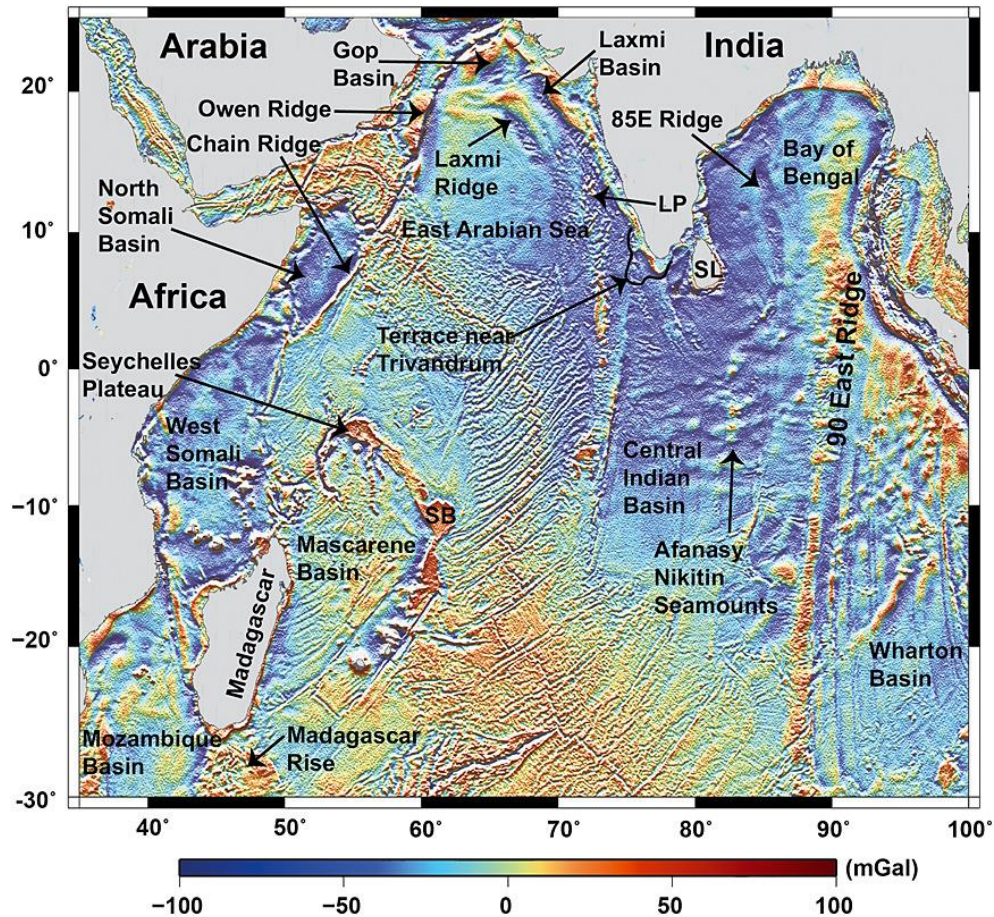 Arabia
India
Gop
Basin
Laxmi
Basin
Owen Ridge
85E Ridge
Chain Ridge
Bay of
Bengal
Laxmi
Ridge
North
Somali
Basin
LP
East Arabian Sea
Africa
SL
90 East Ridge
Terrace near
Trivandrum
Seychelles
Plateau
West
Somali
Basin
Central
Indian
Basin
SB
Mascarene
Basin
Afanasy
Nikitin
Seamounts
Madagascar
Wharton
Basin
Mozambique
Basin
Madagascar
Rise
20°
10°
0°
−10°
−20°
-30°
40° 50° 60° 70° 80° 90° 100°
(mGal)
−100 −50 0 50 100